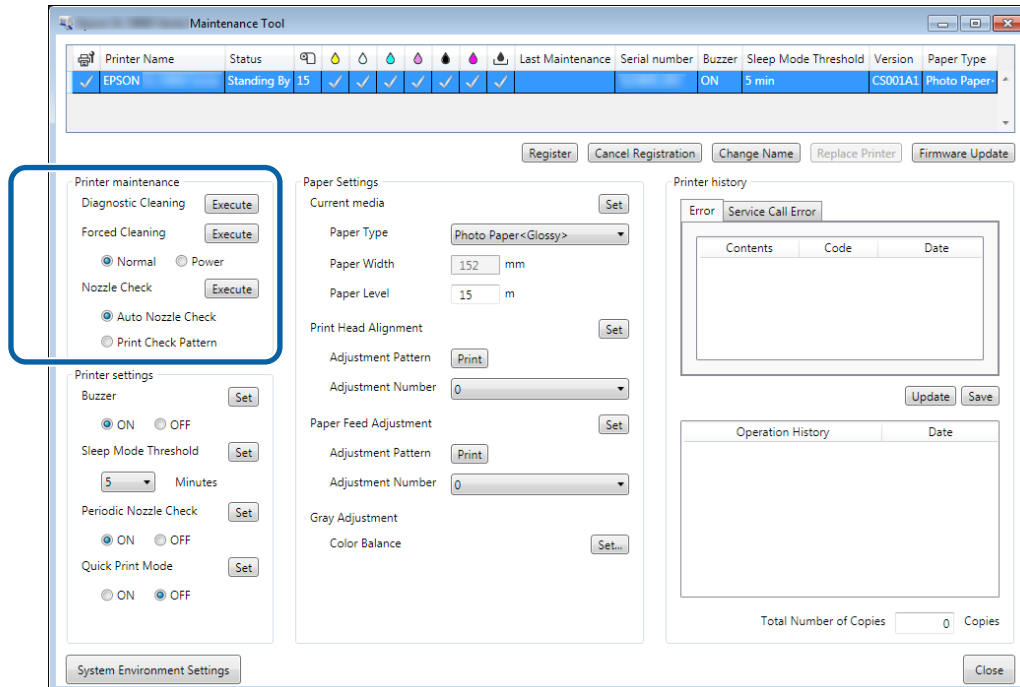 Maintenance Tool
Printer Name Status Last Maintenance Serial number Buzzer Sleep Mode Threshold Version Paper Type
EPSON Standing By 15 ON 5 min CS001A1 Photo Paper
Register Cancel Registration Change Name Replace Printer Firmware Update
Printer maintenance
Diagnostic Cleaning Execute
Forced Cleaning Execute
Normal Power
Nozzle Check Execute
Auto Nozzle Check
Print Check Pattern
Printer settings
Buzzer Set
ON OFF
Sleep Mode Threshold Set
5 Minutes
Periodic Nozzle Check Set
ON OFF
Quick Print Mode Set
ON OFF
Paper Settings
Current media Set
Paper Type Photo Paper<Glossy>
Paper Width 152 mm
Paper Level 15 m
Print Head Alignment Set
Adjustment Pattern Print
Adjustment Number 0
Paper Feed Adjustment Set
Adjustment Pattern Print
Adjustment Number 0
Gray Adjustment
Color Balance Set...
Printer history
Error Service Call Error
Contents Code Date
Update Save
Operation History Date
Total Number of Copies 0 Copies
System Environment Settings Close